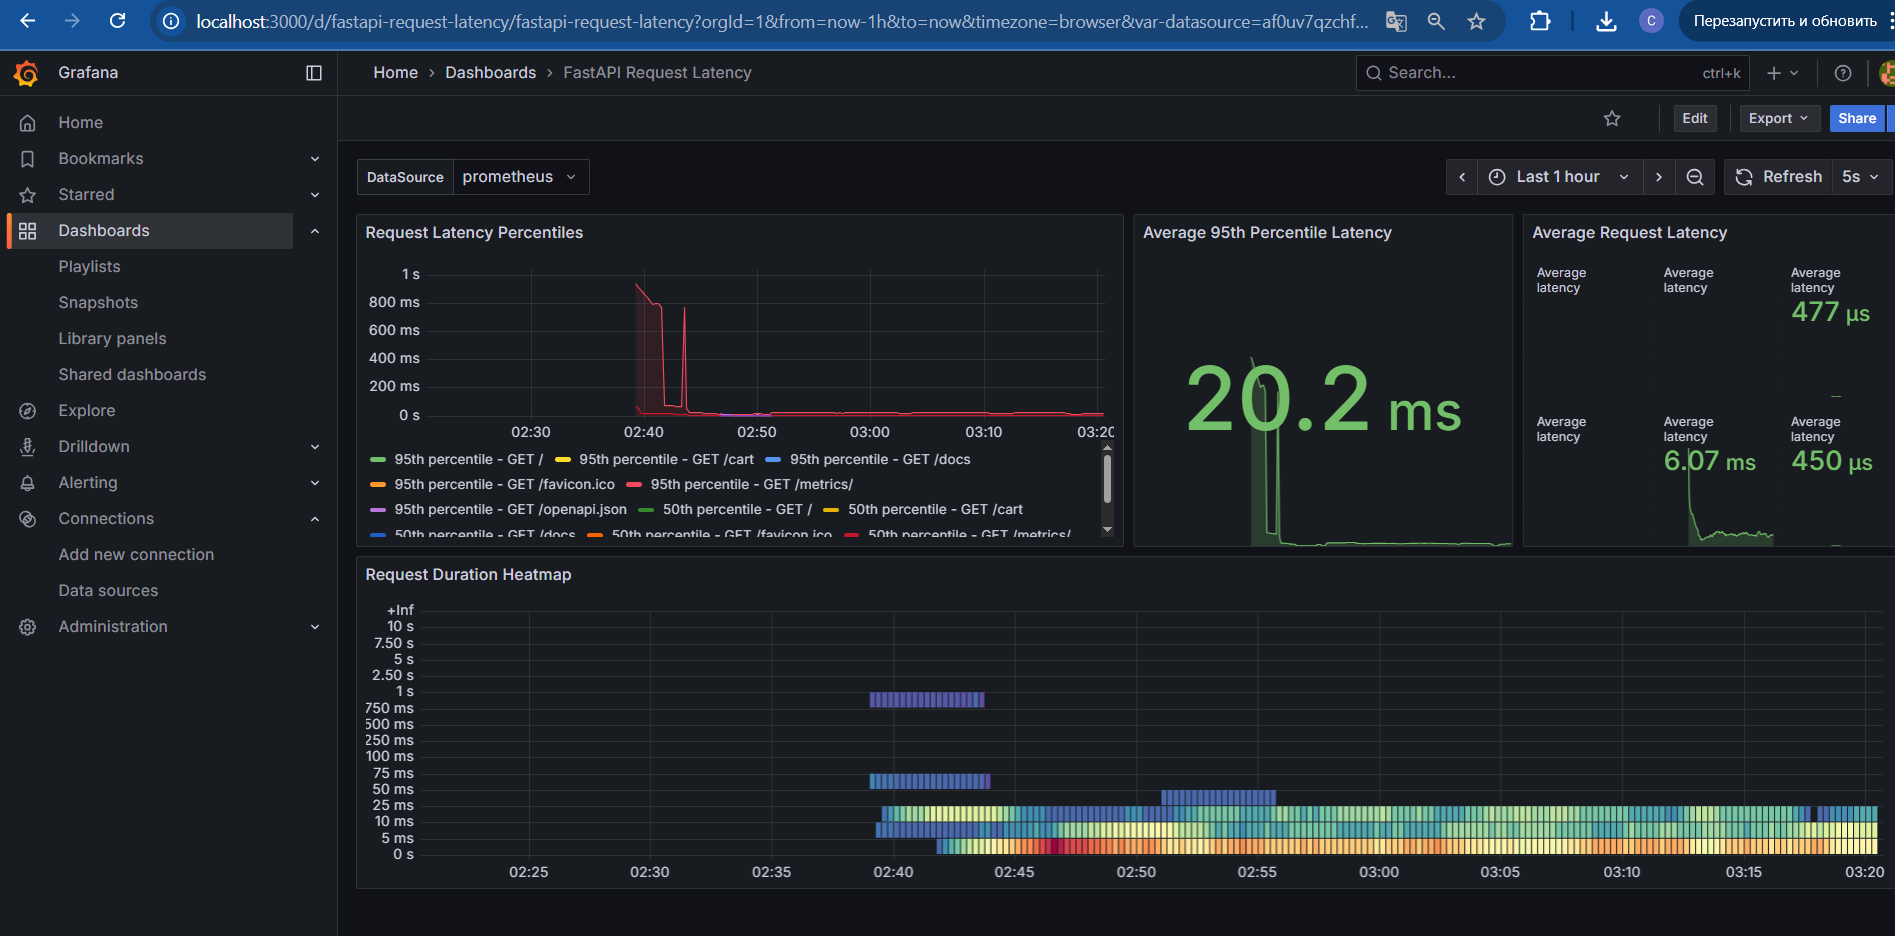 localhost:3000/d/fastapi-request-latency/fastapi-request-latency?orgId=1&from=now-1h&to=now&timezone=browser&var-datasource=af0uv7qzchf...
C
Перезапустить и обновить
Grafana
Home › Dashboards › FastAPI Request Latency
Search...
ctrl+k
Home
Bookmarks
Starred
Dashboards
Playlists
Snapshots
Library panels
Shared dashboards
Explore
Drilldown
Alerting
Connections
Add new connection
Data sources
Administration
Edit
Export
Share
DataSource
prometheus
Last 1 hour
Refresh
5s
Request Latency Percentiles
1 s
800 ms
600 ms
400 ms
200 ms
0 s
02:30 02:40 02:50 03:00 03:10 03:20
95th percentile - GET / 95th percentile - GET /cart 95th percentile - GET /docs
95th percentile - GET /favicon.ico 95th percentile - GET /metrics/
95th percentile - GET /openapi.json 50th percentile - GET / 50th percentile - GET /cart
50th percentile - GET /docs 50th percentile - GET /favicon.ico 50th percentile - GET /metrics/
Average 95th Percentile Latency
20.2 ms
Average Request Latency
Average latency
Average latency
Average latency
477 µs
Average latency
Average latency
6.07 ms
Average latency
450 µs
Request Duration Heatmap
+Inf
10 s
7.50 s
5 s
2.50 s
1 s
750 ms
500 ms
250 ms
100 ms
75 ms
50 ms
25 ms
10 ms
5 ms
0 s
02:25 02:30 02:35 02:40 02:45 02:50 02:55 03:00 03:05 03:10 03:15 03:20